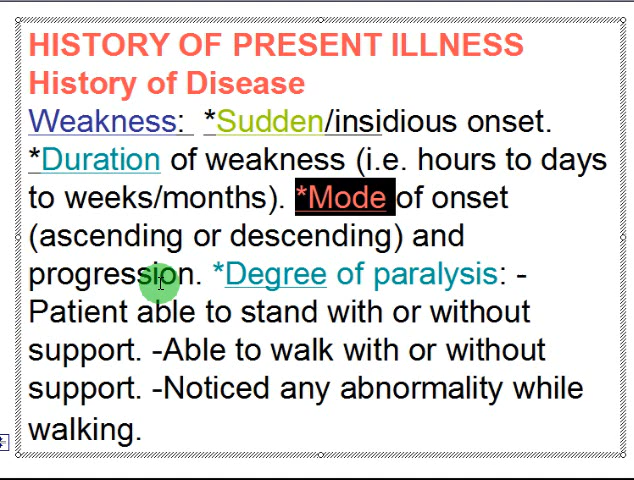 HISTORY OF PRESENT ILLNESS
History of Disease
Weakness: *Sudden/insidious onset.
*Duration of weakness (i.e. hours to days
to weeks/months). *Mode of onset
(ascending or descending) and
progression. *Degree of paralysis: -
Patient able to stand with or without
support. -Able to walk with or without
support. -Noticed any abnormality while
walking.